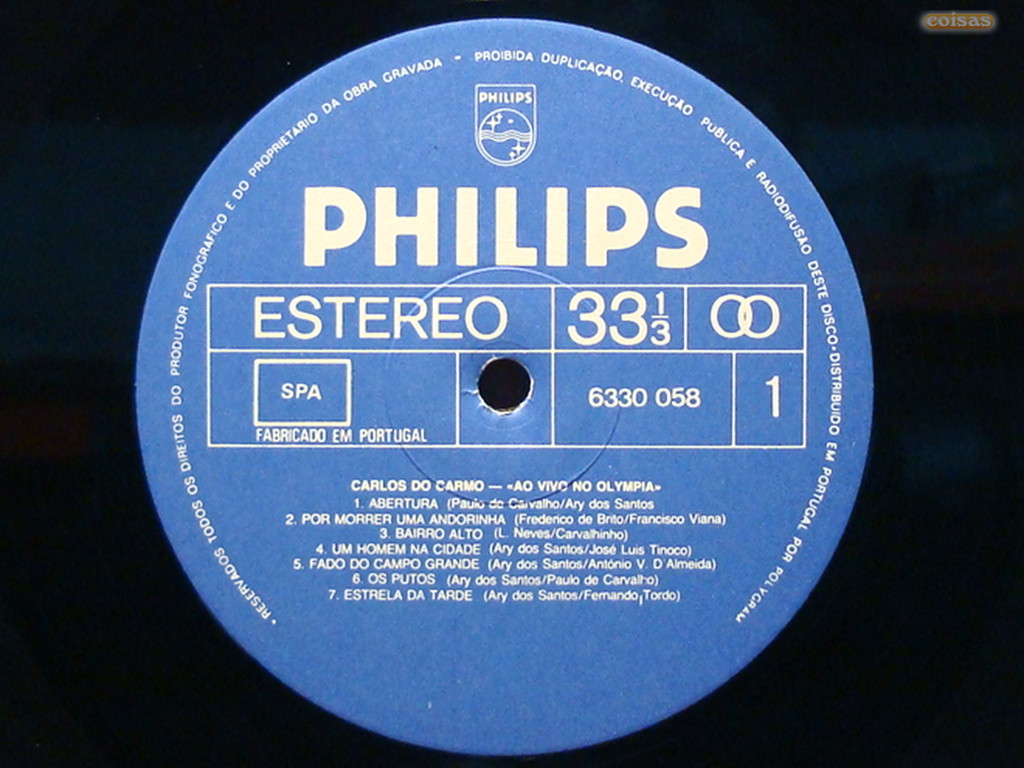 coisas
* RESERVADOS TODOS OS DIREITOS DO PRODUTOR FONOGRÁFICO E DO PROPRIETÁRIO DA OBRA GRAVADA - PROIBIDA DUPLICAÇÃO, EXECUÇÃO PÚBLICA E RADIODIFUSÃO DESTE DISCO-DISTRIBUIDO EM PORTUGAL POR POLYGRAM
PHILIPS
PHILIPS
ESTEREO 33 1/3
SPA 6330 058 1
FABRICADO EM PORTUGAL
CARLOS DO CARMO — «AO VIVO NO OLYMPIA»
1. ABERTURA (Paulo de Carvalho/Ary dos Santos
2. POR MORRER UMA ANDORINHA (Frederico de Brito/Francisco Viana)
3. BAIRRO ALTO (L. Neves/Carvalhinho)
4. UM HOMEM NA CIDADE (Ary dos Santos/José Luis Tinoco)
5. FADO DO CAMPO GRANDE (Ary dos Santos/António V. D'Almeida)
6. OS PUTOS (Ary dos Santos/Paulo de Carvalho)
7. ESTRELA DA TARDE (Ary dos Santos/Fernando Tordo)